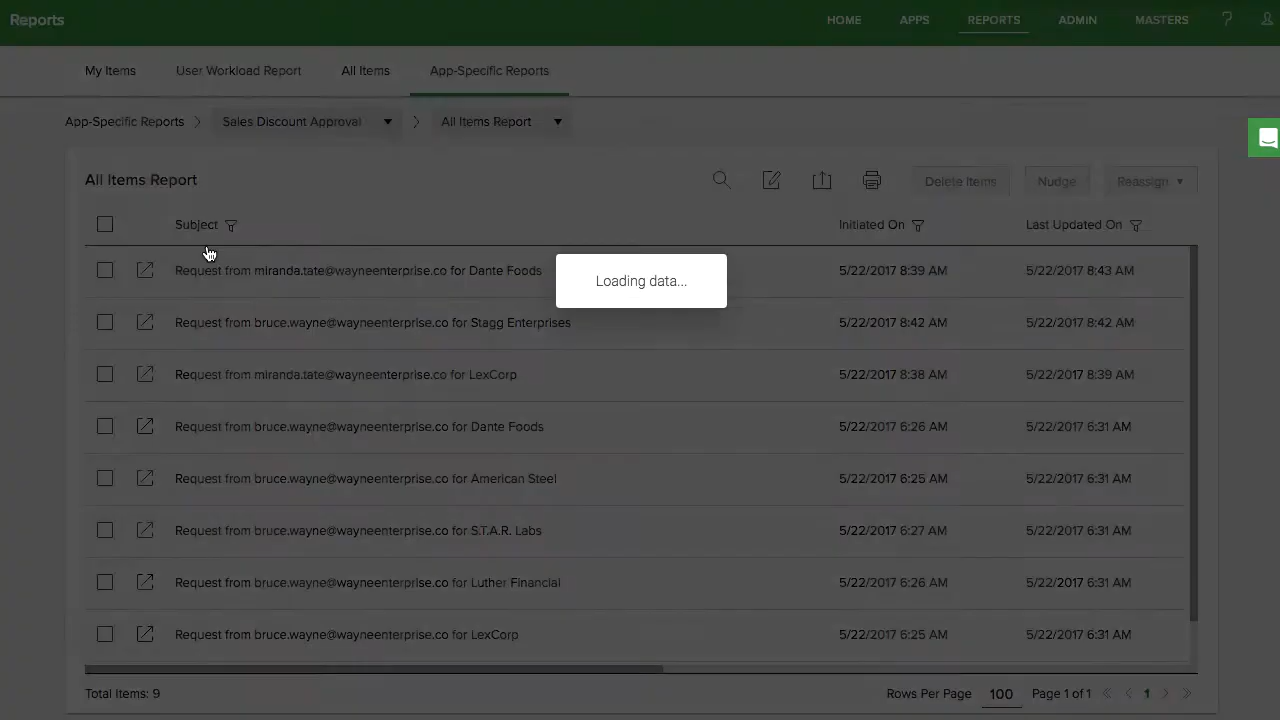 Reports HOME APPS REPORTS ADMIN MASTERS ?
My Items User Workload Report All Items App-Specific Reports
App-Specific Reports > Sales Discount Approval > All Items Report
All Items Report Delete Items Nudge Reassign
Subject Initiated On Last Updated On
Request from miranda.tate@wayneenterprise.co for Dante Foods 5/22/2017 8:39 AM 5/22/2017 8:43 AM
Loading data...
Request from bruce.wayne@wayneenterprise.co for Stagg Enterprises 5/22/2017 8:42 AM 5/22/2017 8:42 AM
Request from miranda.tate@wayneenterprise.co for LexCorp 5/22/2017 8:38 AM 5/22/2017 8:39 AM
Request from bruce.wayne@wayneenterprise.co for Dante Foods 5/22/2017 6:26 AM 5/22/2017 6:31 AM
Request from bruce.wayne@wayneenterprise.co for American Steel 5/22/2017 6:25 AM 5/22/2017 6:31 AM
Request from bruce.wayne@wayneenterprise.co for S.T.A.R. Labs 5/22/2017 6:27 AM 5/22/2017 6:31 AM
Request from bruce.wayne@wayneenterprise.co for Luther Financial 5/22/2017 6:26 AM 5/22/2017 6:31 AM
Request from bruce.wayne@wayneenterprise.co for LexCorp 5/22/2017 6:25 AM 5/22/2017 6:31 AM
Total Items: 9 Rows Per Page 100 Page 1 of 1 « < 1 > »